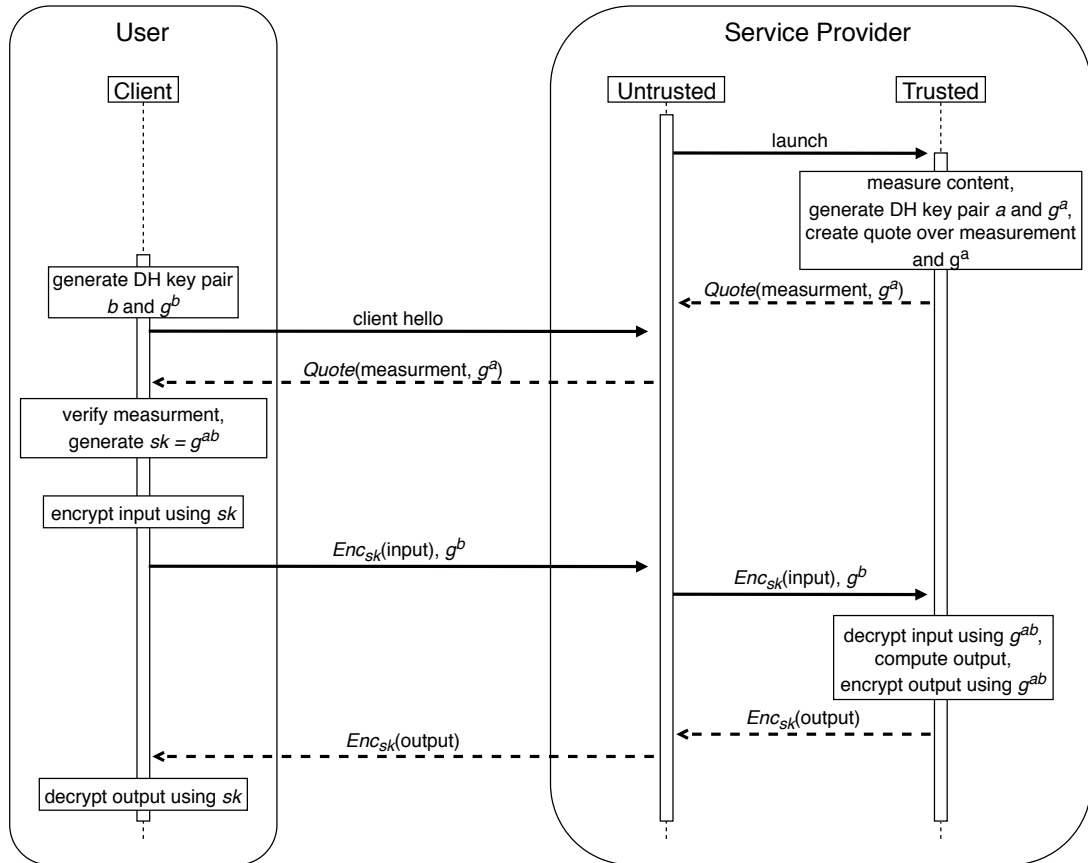 User
Service Provider
Client
Untrusted
Trusted
launch
measure content,
generate DH key pair a and g^a,
create quote over measurement
and g^a
generate DH key pair
b and g^b
Quote(measurment, g^a)
client hello
Quote(measurment, g^a)
verify measurment,
generate sk = g^ab
encrypt input using sk
Enc_sk(input), g^b
Enc_sk(input), g^b
decrypt input using g^ab,
compute output,
encrypt output using g^ab
Enc_sk(output)
Enc_sk(output)
decrypt output using sk